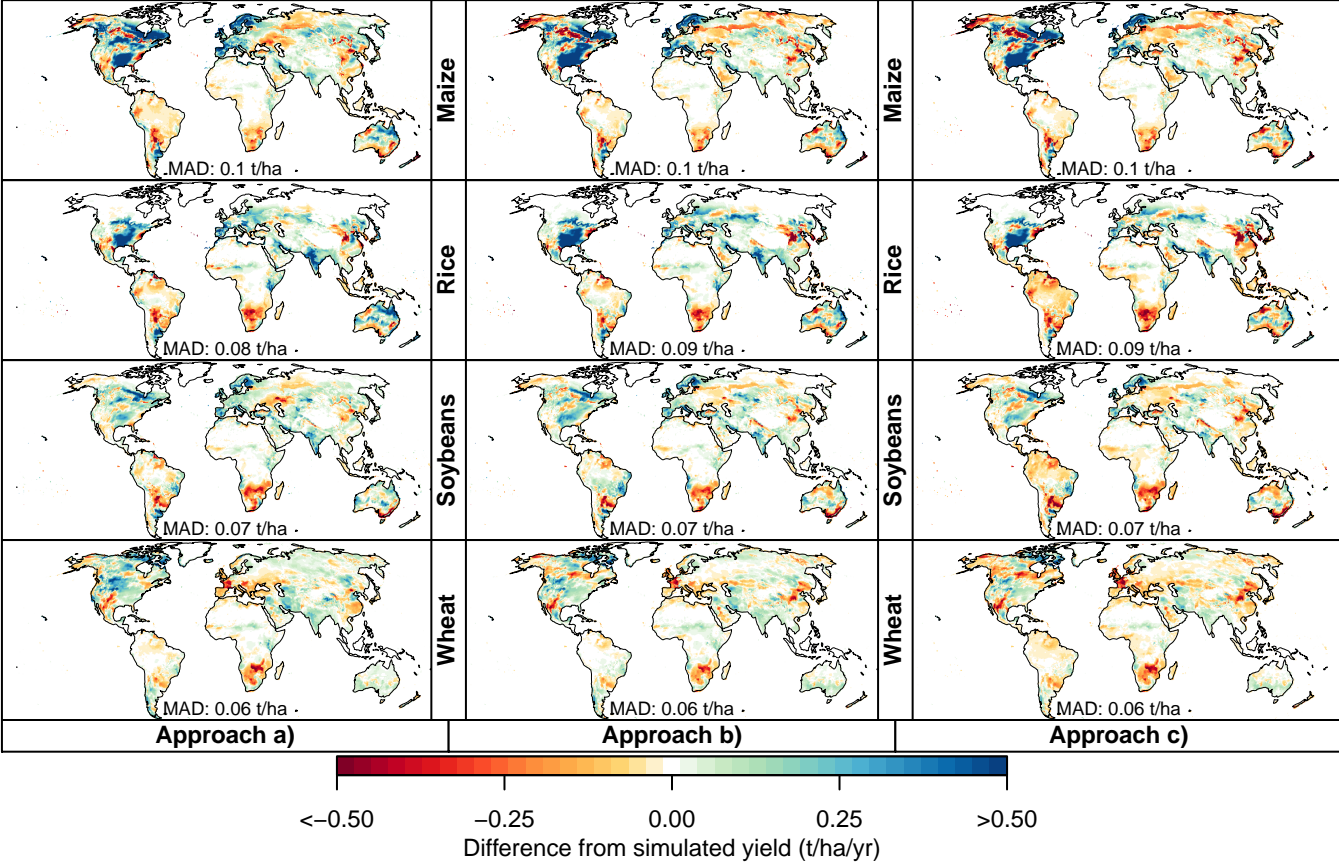 Maize
Maize
MAD: 0.1 t/ha
MAD: 0.1 t/ha
MAD: 0.1 t/ha
Rice
Rice
MAD: 0.08 t/ha
MAD: 0.09 t/ha
MAD: 0.09 t/ha
Soybeans
Soybeans
MAD: 0.07 t/ha
MAD: 0.07 t/ha
MAD: 0.07 t/ha
Wheat
Wheat
MAD: 0.06 t/ha
MAD: 0.06 t/ha
MAD: 0.06 t/ha
Approach a)
Approach b)
Approach c)
<−0.50
−0.25
0.00
0.25
>0.50
Difference from simulated yield (t/ha/yr)